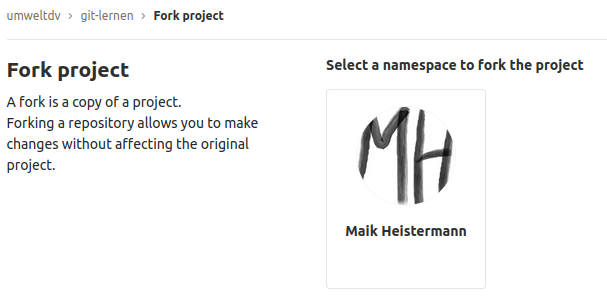 umweltdv > git-lernen > Fork project
Fork project
A fork is a copy of a project.
Forking a repository allows you to make
changes without affecting the original
project.
Select a namespace to fork the project
MH
Maik Heistermann